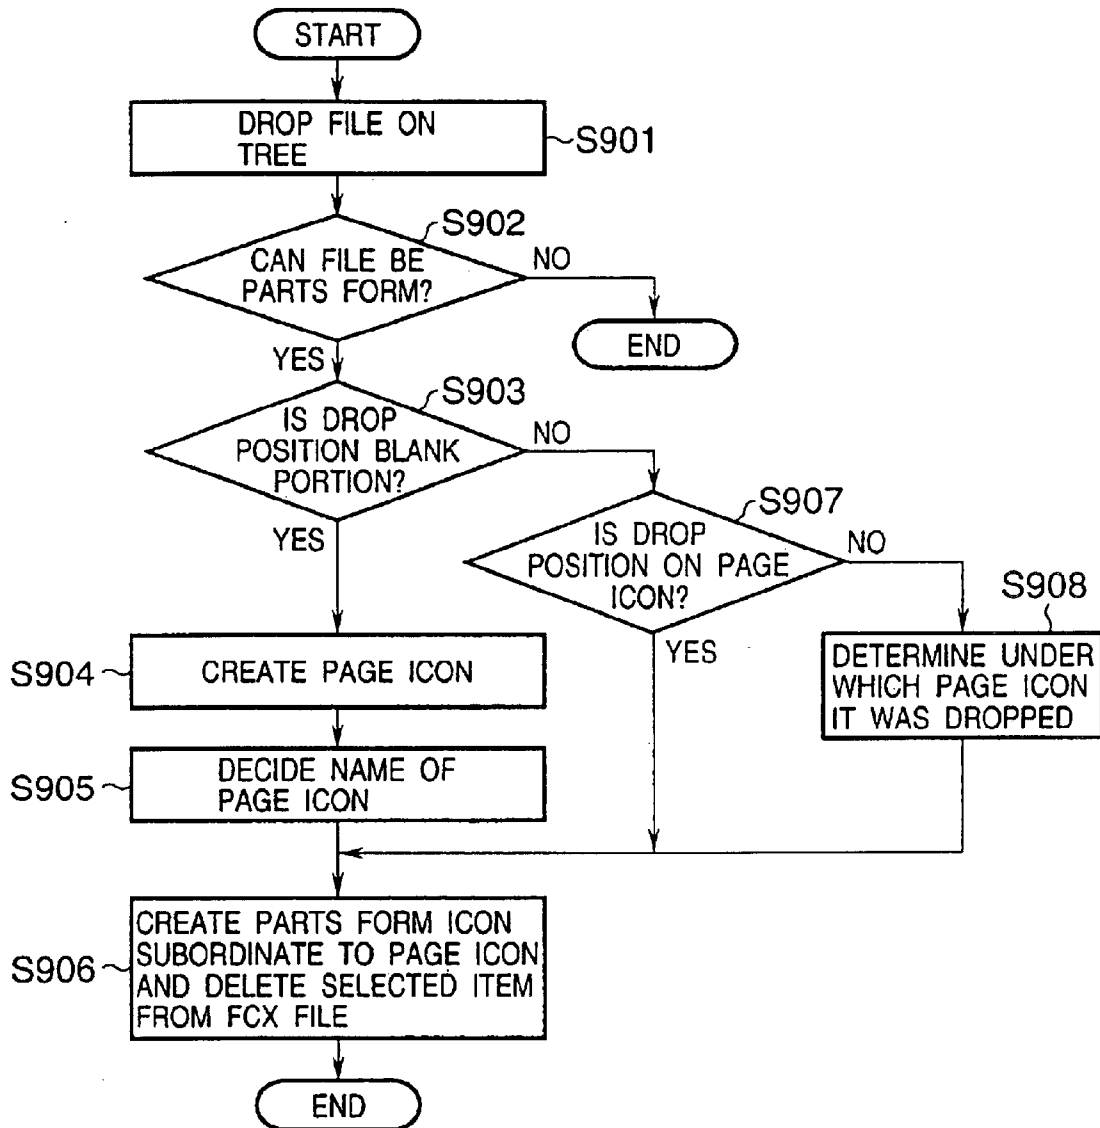 START
DROP FILE ON
TREE
S901
S902
CAN FILE BE
PARTS FORM?
NO
END
YES
S903
IS DROP
POSITION BLANK
PORTION?
NO
YES
S907
IS DROP
POSITION ON PAGE
ICON?
NO
YES
S908
DETERMINE UNDER
WHICH PAGE ICON
IT WAS DROPPED
S904
CREATE PAGE ICON
S905
DECIDE NAME OF
PAGE ICON
S906
CREATE PARTS FORM ICON
SUBORDINATE TO PAGE ICON
AND DELETE SELECTED ITEM
FROM FCX FILE
END